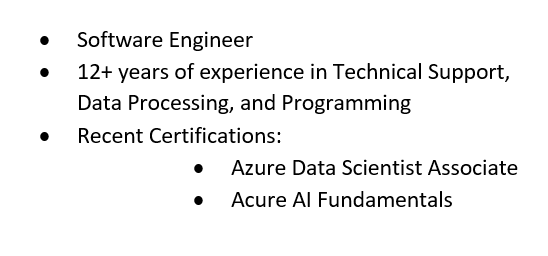 • Software Engineer
• 12+ years of experience in Technical Support,
Data Processing, and Programming
• Recent Certifications:
• Azure Data Scientist Associate
• Acure AI Fundamentals